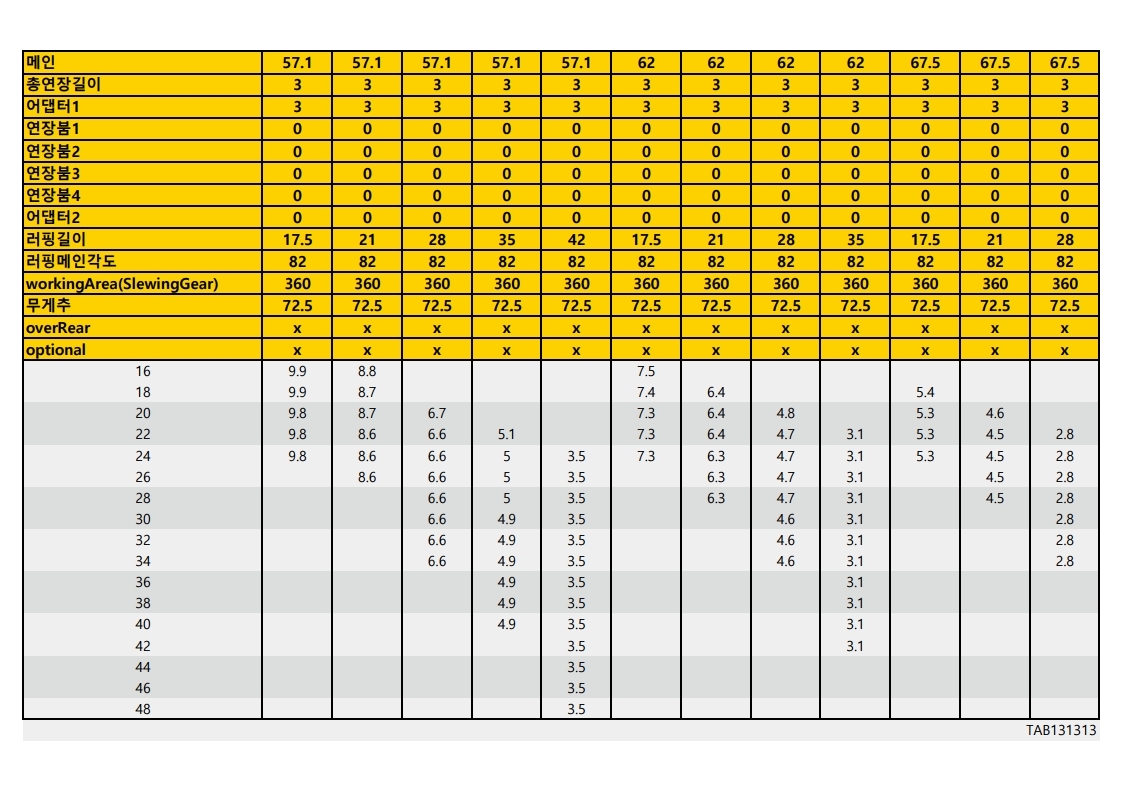 메인 57.1 57.1 57.1 57.1 57.1 62 62 62 62 67.5 67.5 67.5
총연장길이 3 3 3 3 3 3 3 3 3 3 3 3
어댑터1 3 3 3 3 3 3 3 3 3 3 3 3
연장붐1 0 0 0 0 0 0 0 0 0 0 0 0
연장붐2 0 0 0 0 0 0 0 0 0 0 0 0
연장붐3 0 0 0 0 0 0 0 0 0 0 0 0
연장붐4 0 0 0 0 0 0 0 0 0 0 0 0
어댑터2 0 0 0 0 0 0 0 0 0 0 0 0
러핑길이 17.5 21 28 35 42 17.5 21 28 35 17.5 21 28
러핑메인각도 82 82 82 82 82 82 82 82 82 82 82 82
workingArea(SlewingGear) 360 360 360 360 360 360 360 360 360 360 360 360
무게추 72.5 72.5 72.5 72.5 72.5 72.5 72.5 72.5 72.5 72.5 72.5 72.5
overRear x x x x x x x x x x x x
optional x x x x x x x x x x x x
16 9.9 8.8 7.5
18 9.9 8.7 7.4 6.4 5.4
20 9.8 8.7 6.7 7.3 6.4 4.8 5.3 4.6
22 9.8 8.6 6.6 5.1 7.3 6.4 4.7 3.1 5.3 4.5 2.8
24 9.8 8.6 6.6 5 3.5 7.3 6.3 4.7 3.1 5.3 4.5 2.8
26 8.6 6.6 5 3.5 6.3 4.7 3.1 4.5 2.8
28 6.6 5 3.5 6.3 4.7 3.1 4.5 2.8
30 6.6 4.9 3.5 4.6 3.1 2.8
32 6.6 4.9 3.5 4.6 3.1 2.8
34 6.6 4.9 3.5 4.6 3.1 2.8
36 4.9 3.5 3.1
38 4.9 3.5 3.1
40 4.9 3.5 3.1
42 3.5 3.1
44 3.5
46 3.5
48 3.5
TAB131313